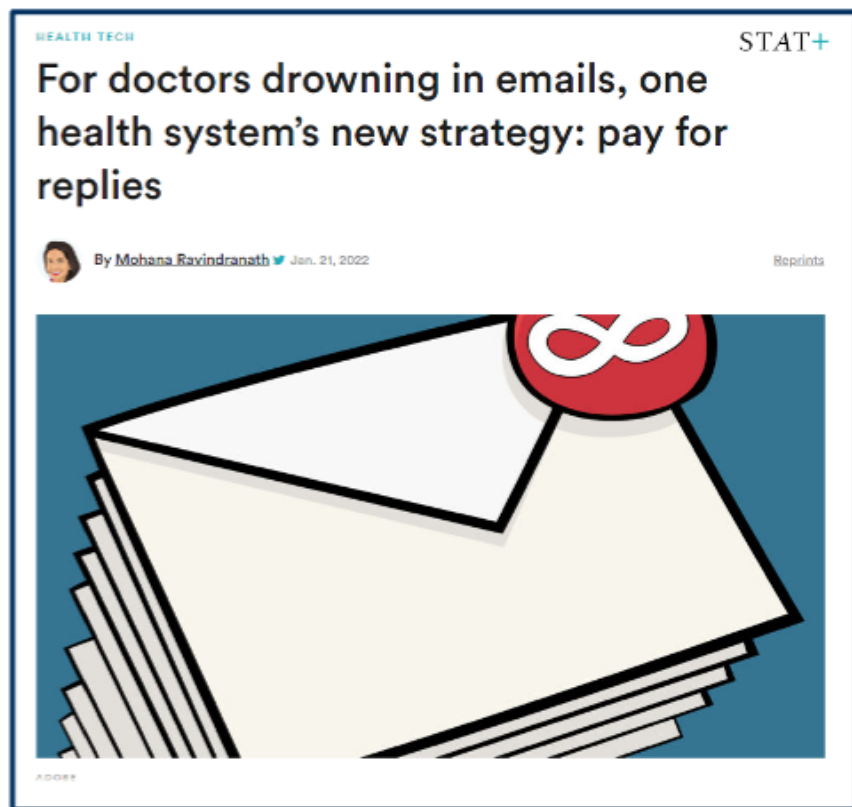 HEALTH TECH
STAT+
For doctors drowning in emails, one
health system's new strategy: pay for
replies
By Mohana Ravindranath Jan. 21, 2022
Reprints
ADOBE